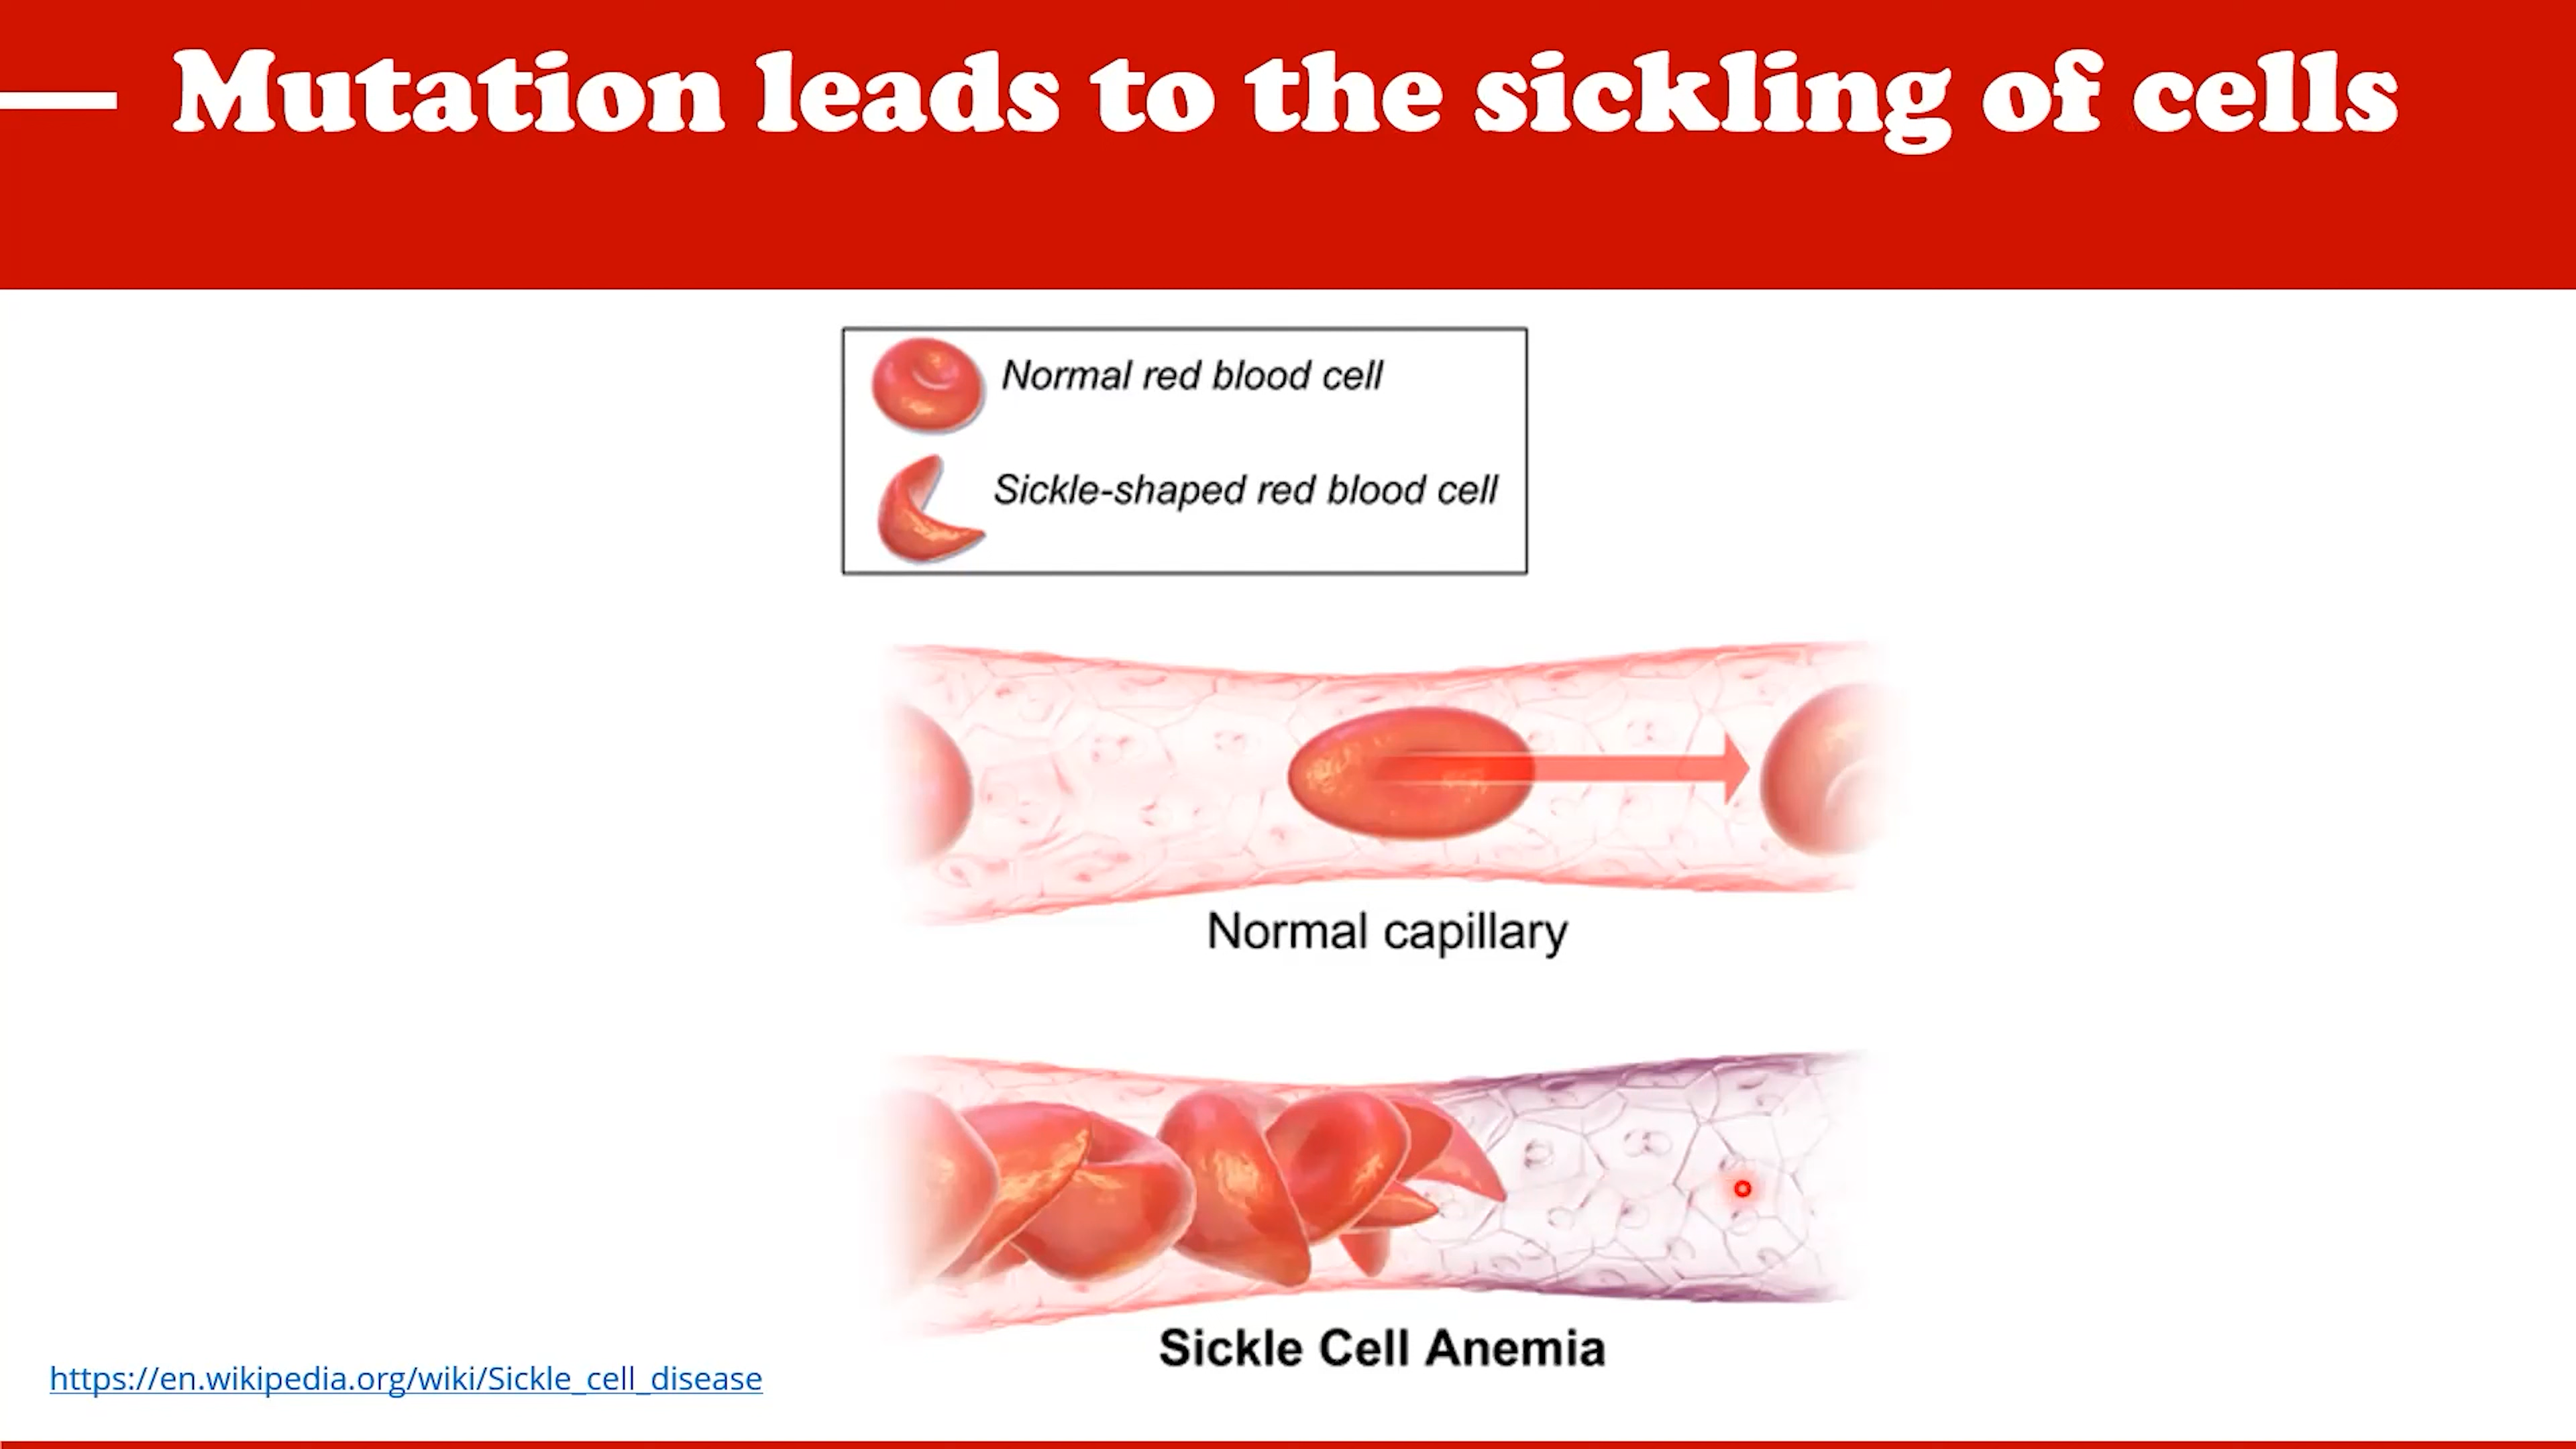 Mutation leads to the sickling of cells
Normal red blood cell
Sickle-shaped red blood cell
Normal capillary
Sickle Cell Anemia
https://en.wikipedia.org/wiki/Sickle_cell_disease